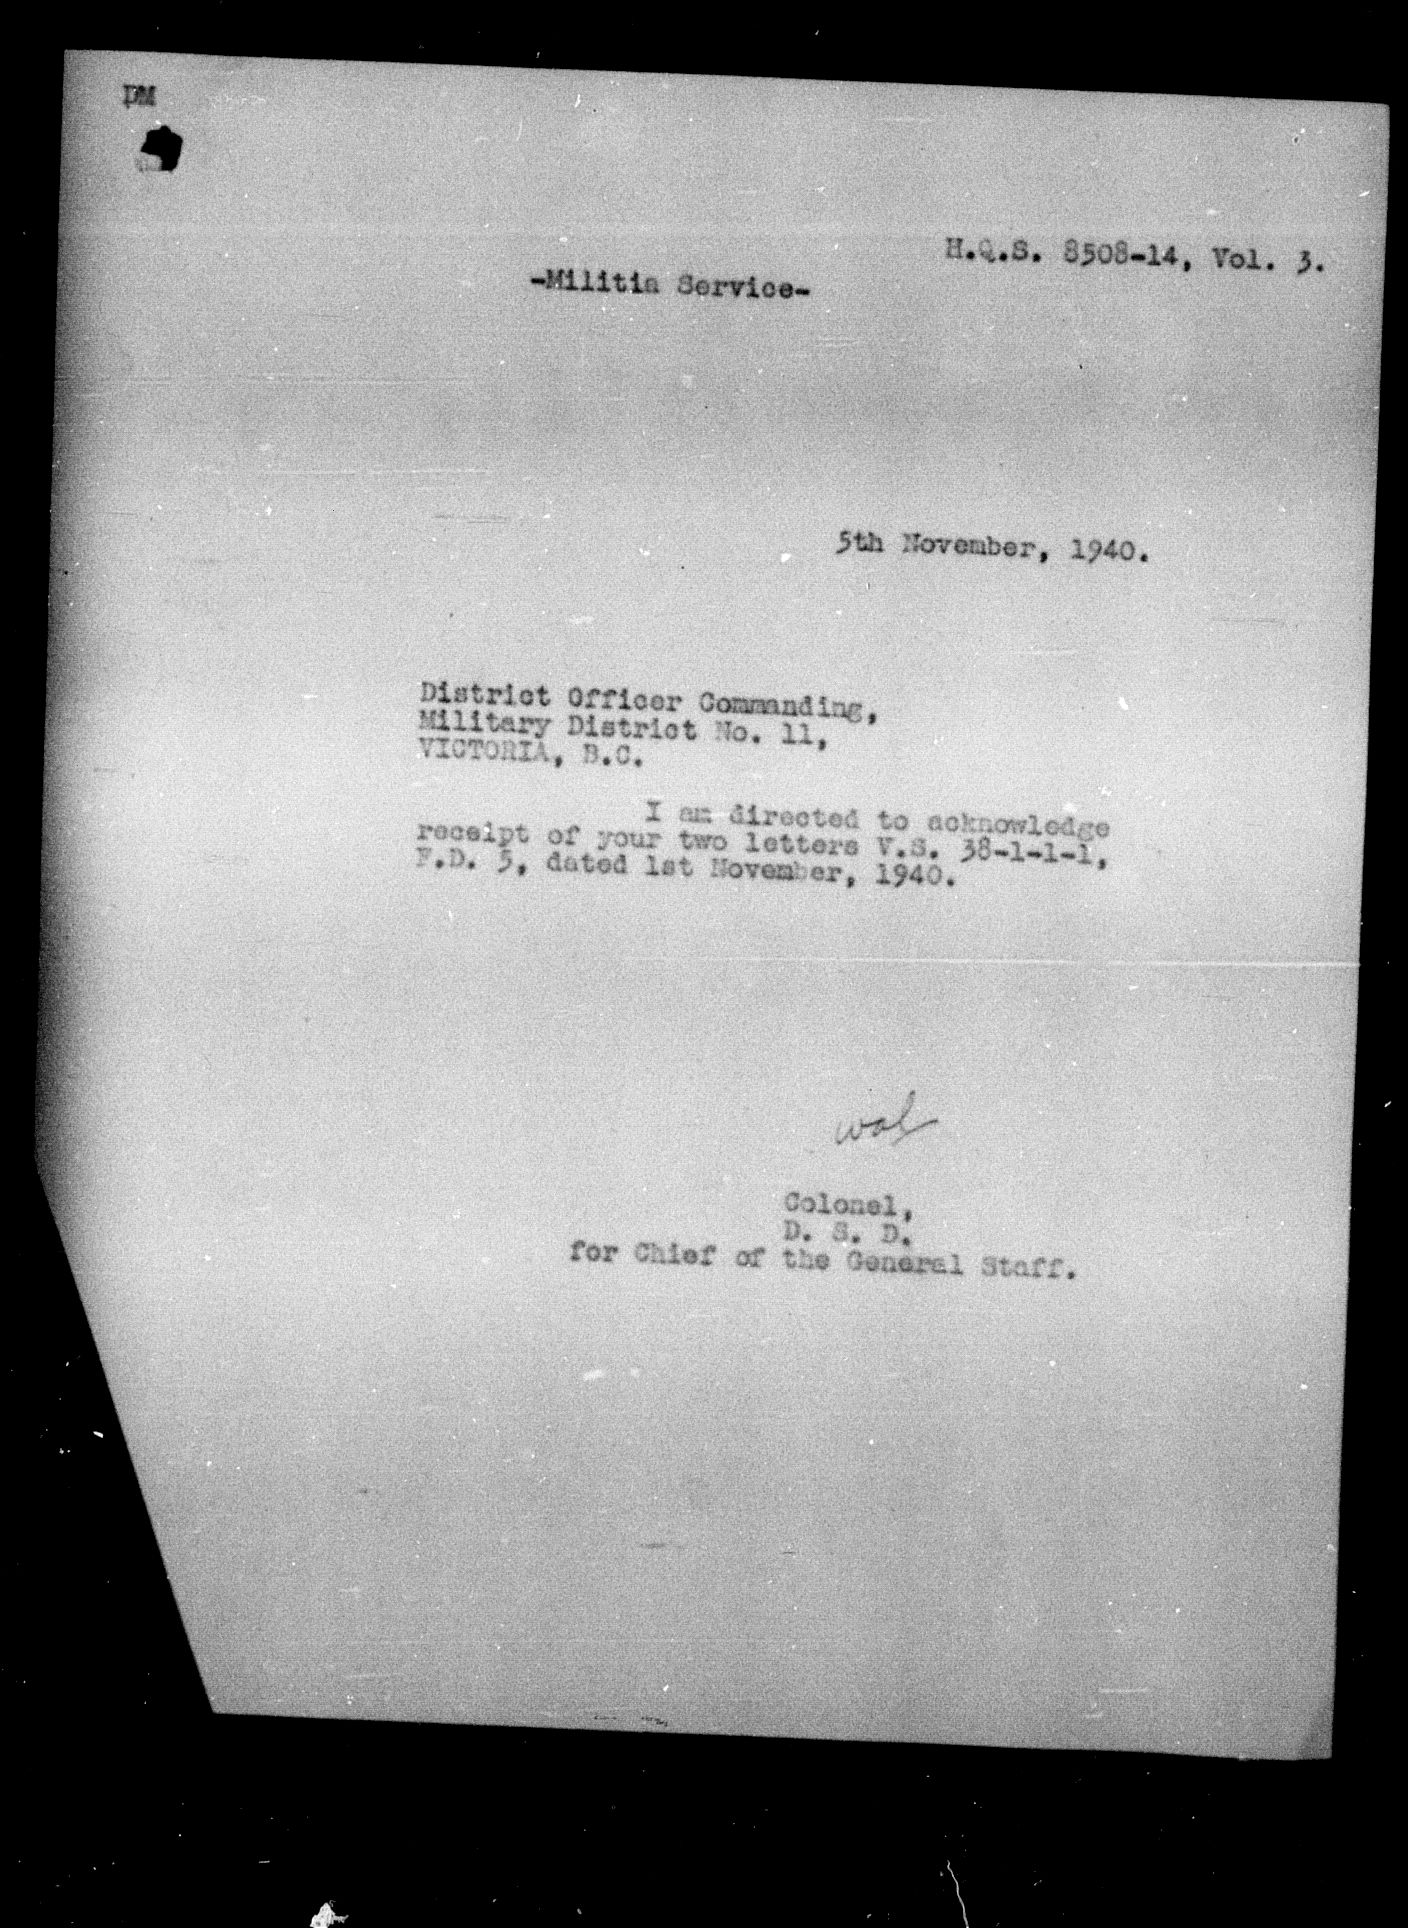 DM
H.Q.S. 8508-14, Vol. 3.
-Militia Service-
5th November, 1940.
District Officer Commanding,
Military District No. 11,
VICTORIA, B.C.
I am directed to acknowledge
receipt of your two letters V.S. 38-1-1-1,
F.D. 5, dated 1st November, 1940.
Colonel,
D. S. D.
for Chief of the General Staff.